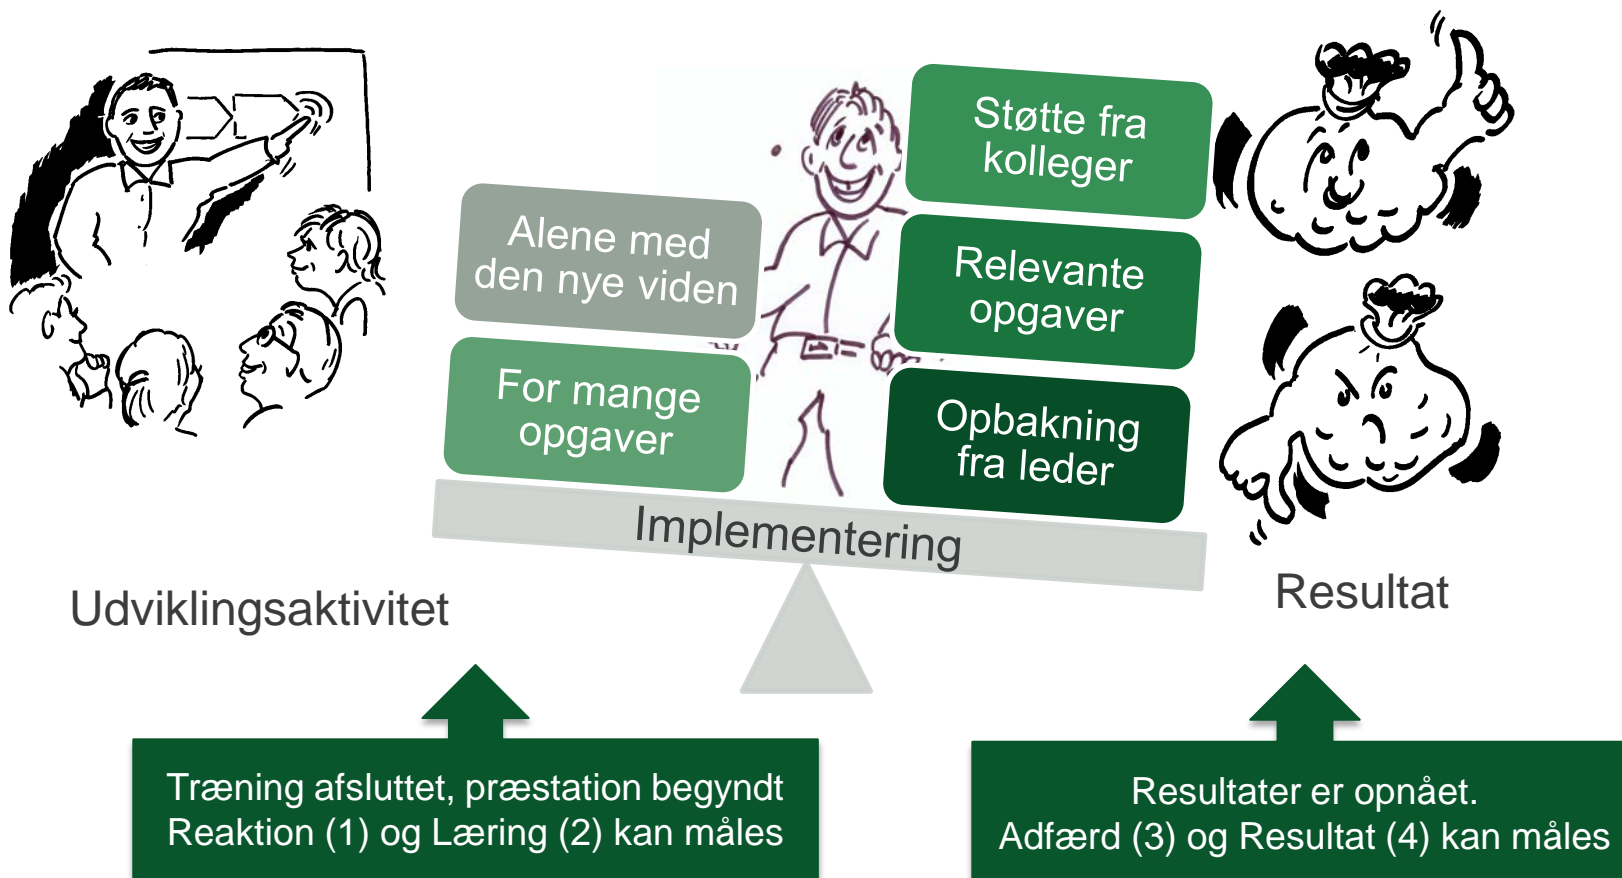 Støtte fra
kolleger
Alene med
den nye viden
Relevante
opgaver
For mange
opgaver
Opbakning
fra leder
Implementering
Udviklingsaktivitet
Resultat
Træning afsluttet, præstation begyndt
Reaktion (1) og Læring (2) kan måles
Resultater er opnået.
Adfærd (3) og Resultat (4) kan måles